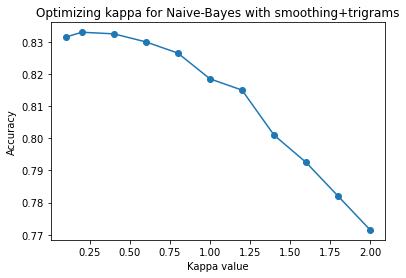 Optimizing kappa for Naive-Bayes with smoothing+trigrams
0.83
0.82
0.81
0.80
0.79
0.78
0.77
Accuracy
0.25 0.50 0.75 1.00 1.25 1.50 1.75 2.00
Kappa value